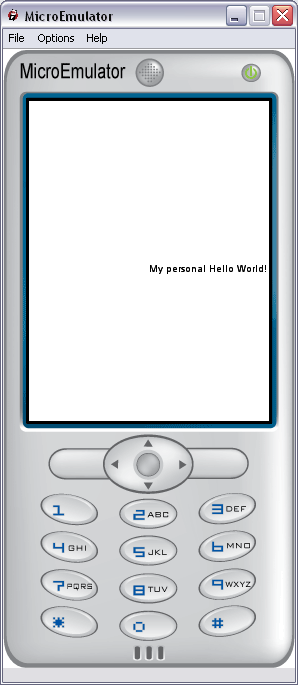 MicroEmulator
File Options Help
MicroEmulator
My personal Hello World!
1 2 ABC 3 DEF
4 GHI 5 JKL 6 MNO
7 PQRS 8 TUV 9 WXYZ
* 0 #